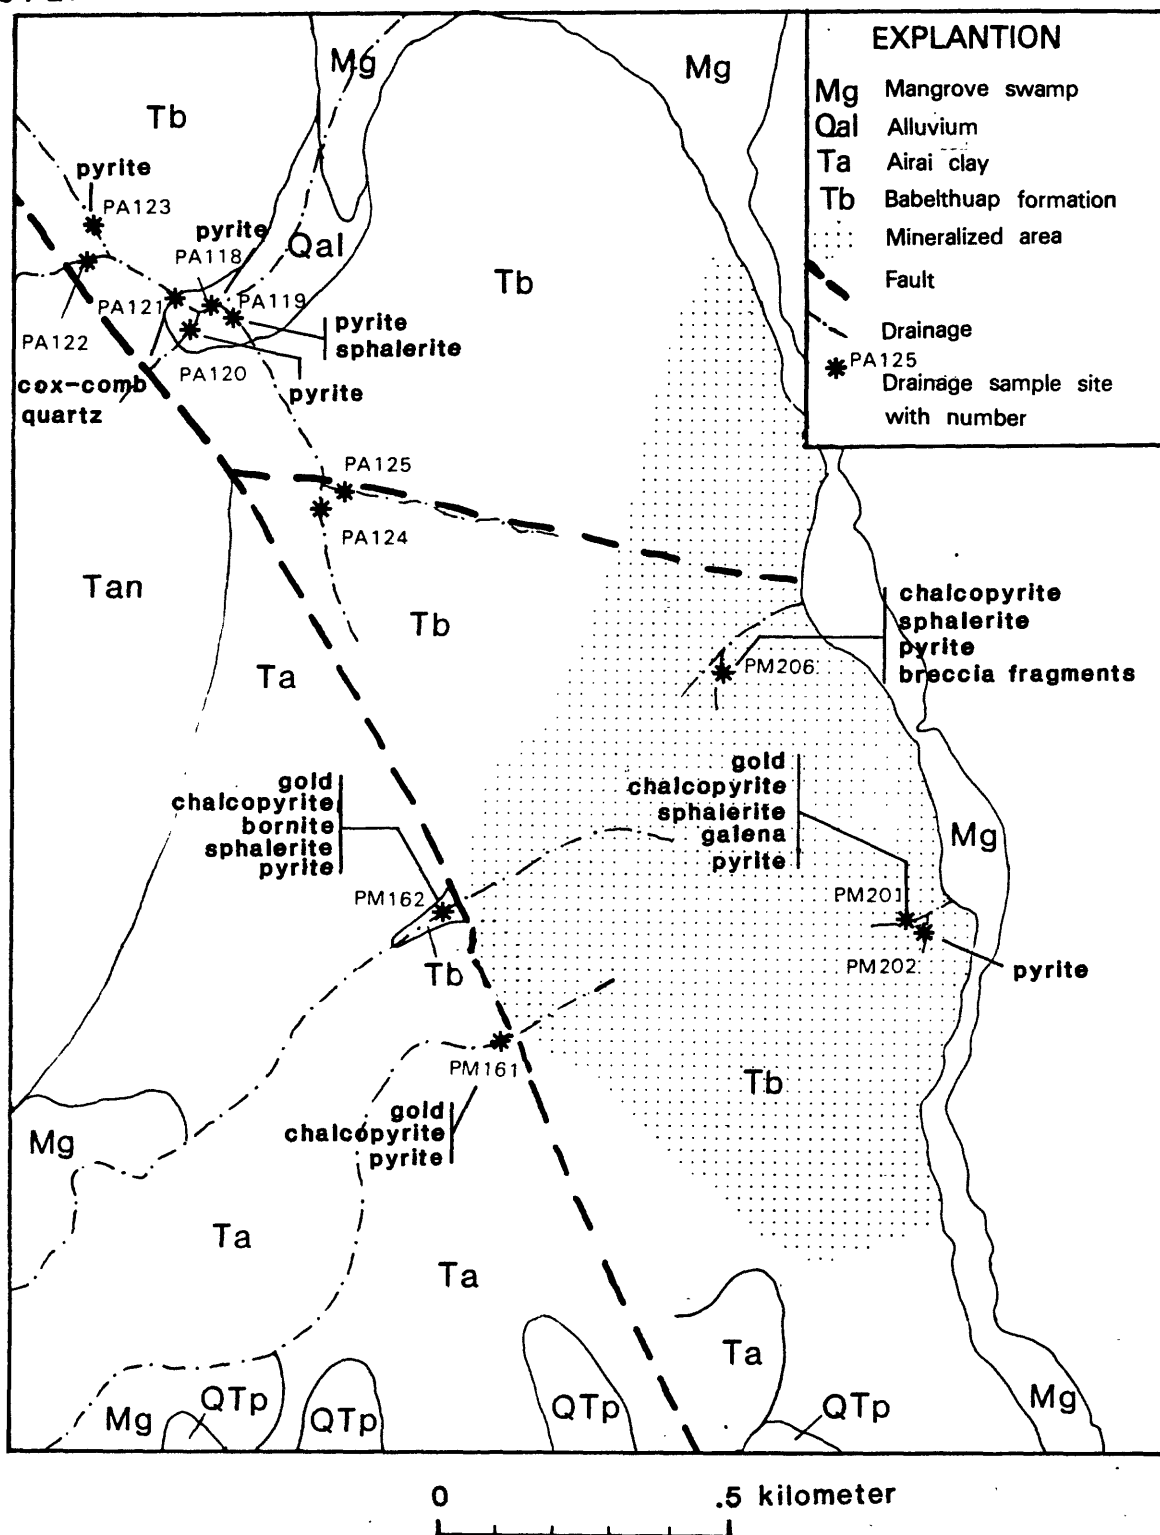 EXPLANTION
Mg Mangrove swamp
Qal Alluvium
Ta Airai clay
Tb Babelthuap formation
Mineralized area
Fault
Drainage
PA125
Drainage sample site
with number
Mg
Mg
Tb
pyrite
PA123
pyrite
PA118
Qal
Tb
PA121
PA119
PA122
pyrite
sphalerite
PA120
cox-comb
quartz
pyrite
PA125
PA124
Tan
Tb
Ta
chalcopyrite
sphalerite
pyrite
breccia fragments
PM206
gold
chalcopyrite
bornite
sphalerite
pyrite
gold
chalcopyrite
sphalerite
galena
pyrite
Mg
PM162
PM201
Tb
PM202
pyrite
PM161
Tb
gold
chalcopyrite
pyrite
Mg
Ta
Ta
Ta
Mg
QTp
QTp
QTp
QTp
Mg
0 .5 kilometer